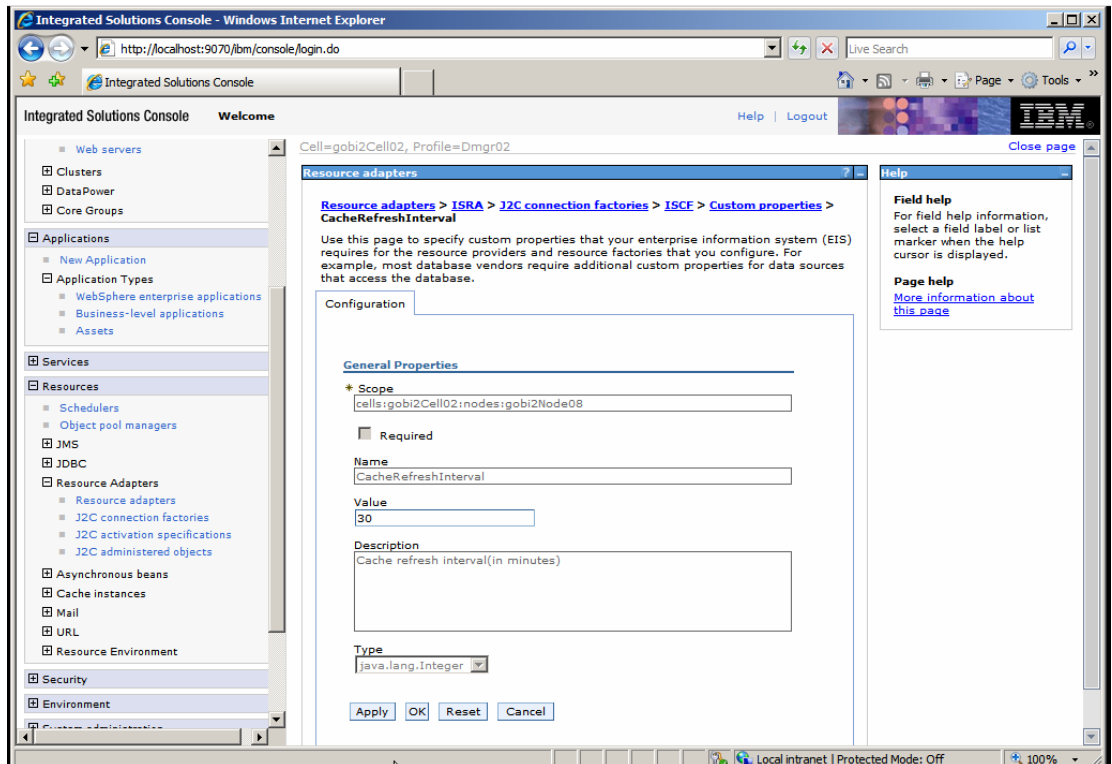 Integrated Solutions Console - Windows Internet Explorer
http://localhost:9070/ibm/console/login.do
Live Search
Integrated Solutions Console
Page
Tools
Integrated Solutions Console Welcome
Help | Logout
IBM
Cell=gobi2Cell02, Profile=Dmgr02
Close page
Web servers
Clusters
DataPower
Core Groups
Applications
New Application
Application Types
WebSphere enterprise applications
Business-level applications
Assets
Services
Resources
Schedulers
Object pool managers
JMS
JDBC
Resource Adapters
Resource adapters
J2C connection factories
J2C activation specifications
J2C administered objects
Asynchronous beans
Cache instances
Mail
URL
Resource Environment
Security
Environment
Custom administration
Resource adapters
? -
Resource adapters > ISRA > J2C connection factories > ISCF > Custom properties >
CacheRefreshInterval
Use this page to specify custom properties that your enterprise information system (EIS)
requires for the resource providers and resource factories that you configure. For
example, most database vendors require additional custom properties for data sources
that access the database.
Configuration
General Properties
* Scope
cells:gobi2Cell02:nodes:gobi2Node08
Required
Name
CacheRefreshInterval
Value
30
Description
Cache refresh interval(in minutes)
Type
java.lang.Integer
Apply OK Reset Cancel
Help
Field help
For field help information,
select a field label or list
marker when the help
cursor is displayed.
Page help
More information about
this page
Local intranet | Protected Mode: Off
100%